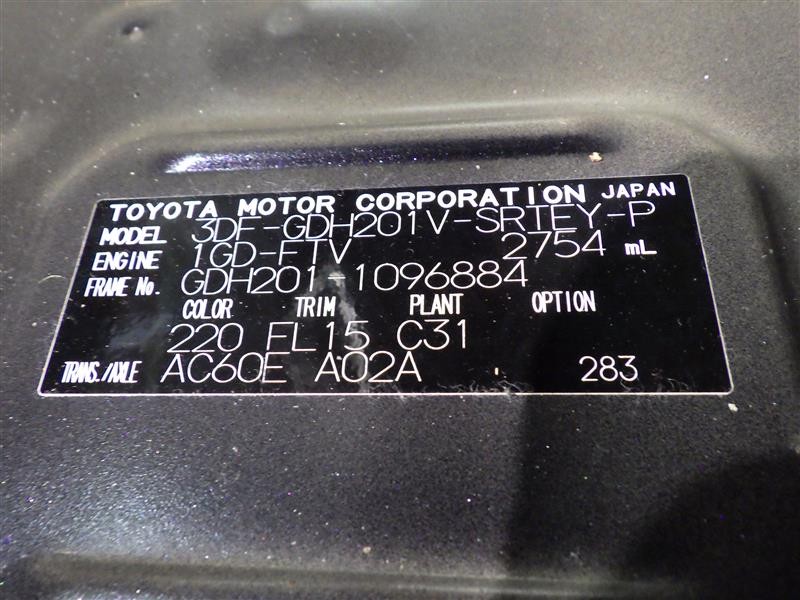 TOYOTA MOTOR CORPORATION JAPAN
MODEL 3DF-GDH201V-SRTEY-P
ENGINE 1GD-FTV 2754 mL
FRAME No. GDH201-1096884
COLOR TRIM PLANT OPTION
220 FL15 C31
TRANS./AXLE AC60E A02A 283